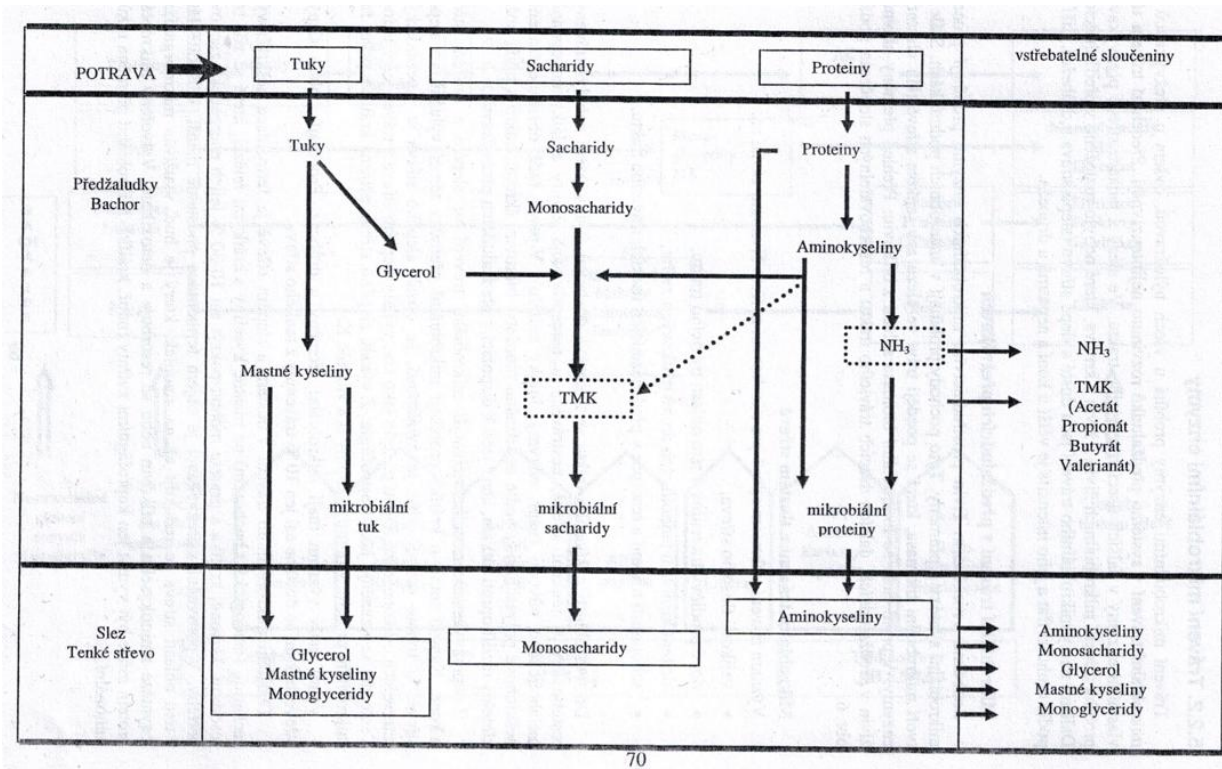 POTRAVA
Tuky
Sacharidy
Proteiny
vstřebatelné sloučeniny
Předžaludky
Bachor
Tuky
Sacharidy
Proteiny
Monosacharidy
Aminokyseliny
Glycerol
NH₃
NH₃
Mastné kyseliny
TMK
TMK
(Acetát
Propionát
Butyrát
Valerianát)
mikrobiální
tuk
mikrobiální
sacharidy
mikrobiální
proteiny
Slez
Tenké střevo
Glycerol
Mastné kyseliny
Monoglyceridy
Monosacharidy
Aminokyseliny
Aminokyseliny
Monosacharidy
Glycerol
Mastné kyseliny
Monoglyceridy
70